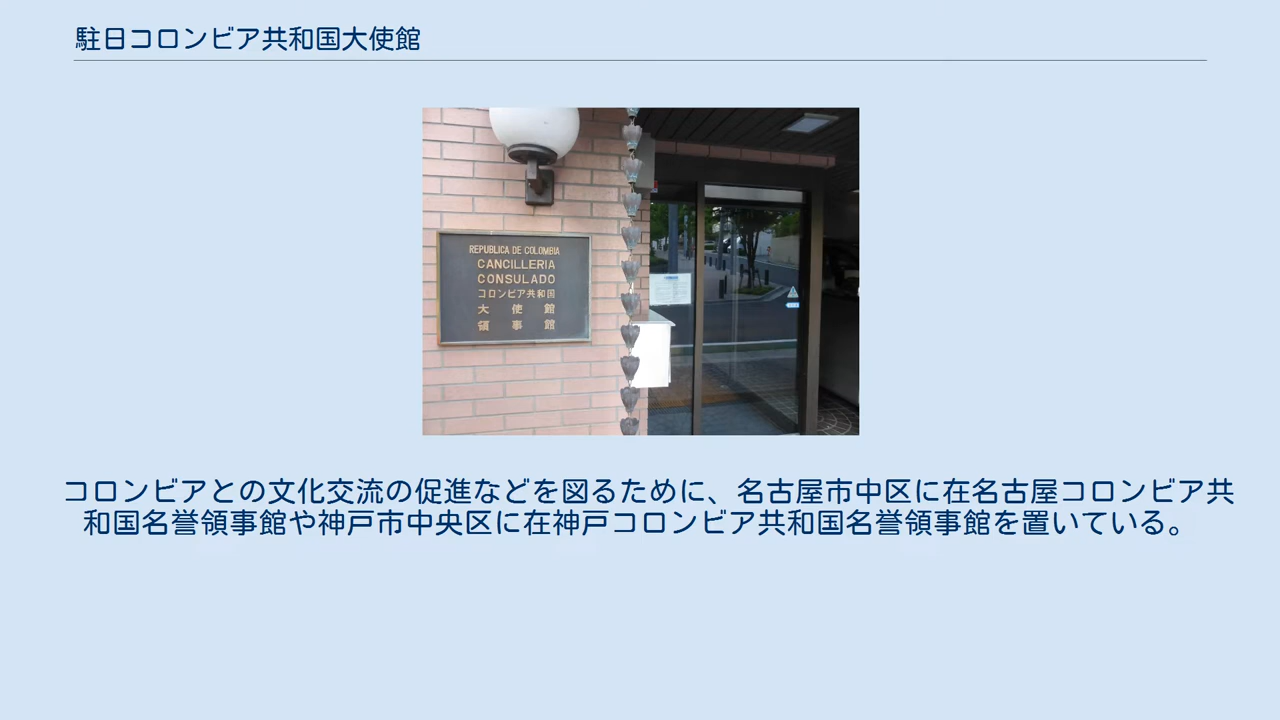 駐日コロンビア共和国大使館
REPUBLICA DE COLOMBIA
CANCILLERIA
CONSULADO
コロンビア共和国
大使館
領事館
コロンビアとの文化交流の促進などを図るために、名古屋市中区に在名古屋コロンビア共
和国名誉領事館や神戸市中央区に在神戸コロンビア共和国名誉領事館を置いている。